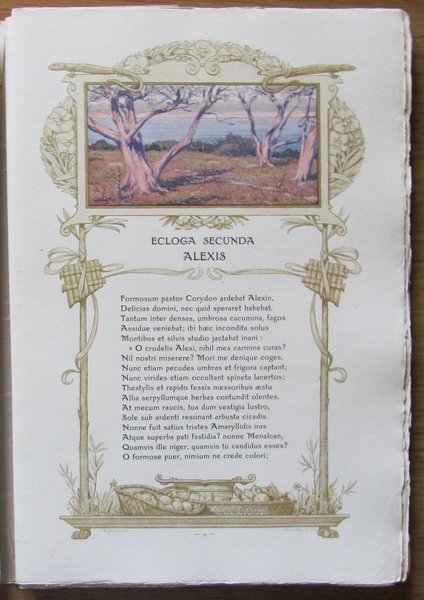 ECLOGA SECUNDA
ALEXIS
Formosum pastor Corydon ardebat Alexin,
Delicias domini, nec quid speraret habebat.
Tantum inter densas, umbrosa cacumina, fagos
Assidue veniebat; ibi hæc incondita solus
Montibus et silvis studio jactabat inani :
« O crudelis Alexi, nihil mea carmina curas?
Nil nostri miserere? Mori me denique coges.
Nunc etiam pecudes umbras et frigora captant;
Nunc virides etiam occultant spineta lacertos;
Thestylis et rapido fessis messoribus æstu
Allia serpyllumque herbas contundit olentes.
At mecum raucis, tua dum vestigia lustro,
Sole sub ardenti resonant arbusta cicadis.
Nonne fuit satius tristes Amaryllidis iras
Atque superba pati fastidia? nonne Menalcan,
Quamvis ille niger, quamvis tu candidus esses?
O formose puer, nimium ne crede colori;
— 9 —